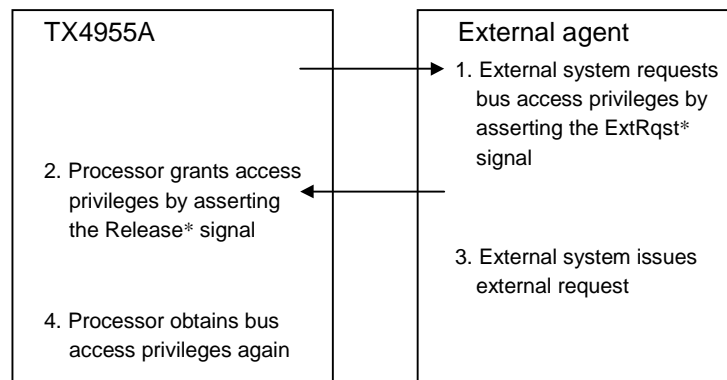 TX4955A
2. Processor grants access
privileges by asserting
the Release* signal
4. Processor obtains bus
access privileges again
External agent
1. External system requests
bus access privileges by
asserting the ExtRqst*
signal
3. External system issues
external request